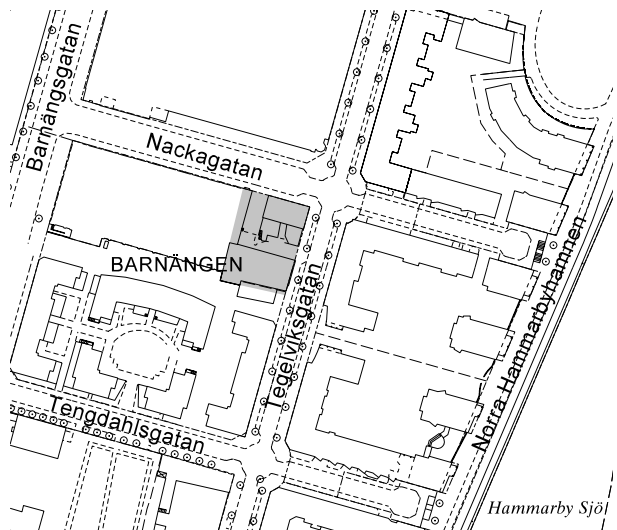 Barnängsgatan
Nackagatan
BARNÄNGEN
Tegelviksgatan
Norra Hammarbyhamnen
Tengdahlsgatan
Hammarby Sjö